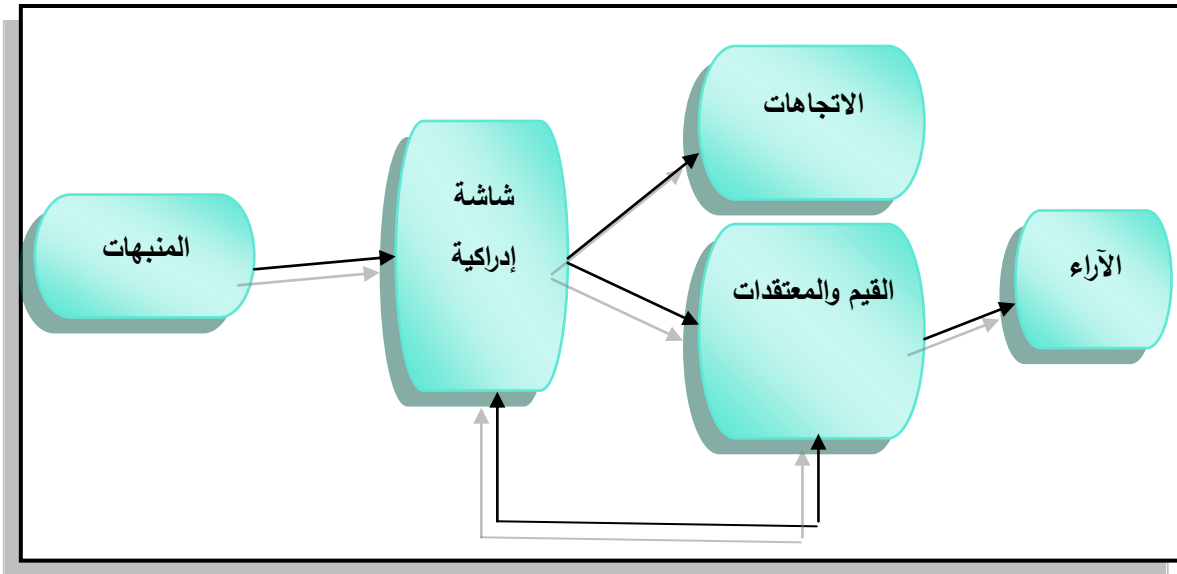 الاتجاهات
شاشة
إدراكية
المنبهات
القيم والمعتقدات
الآراء